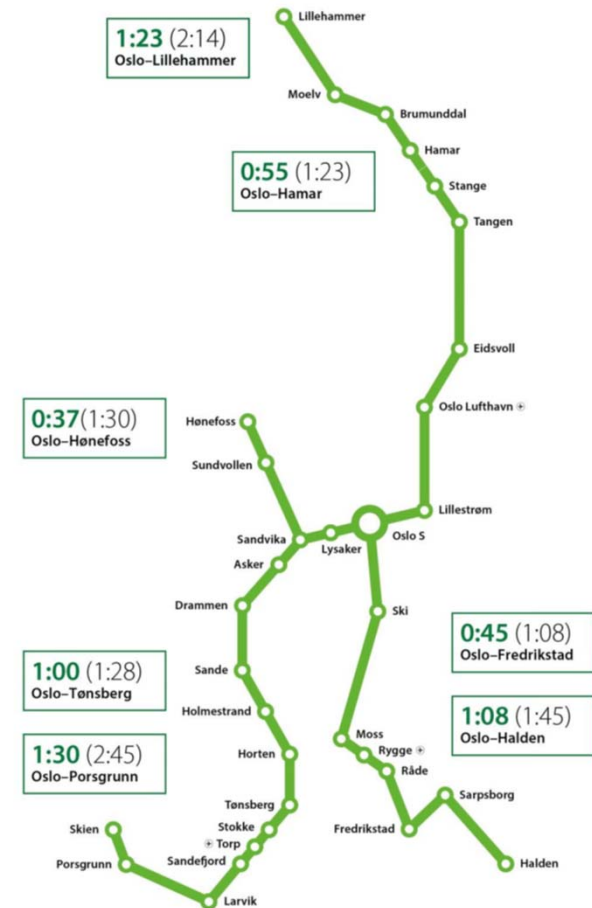 Lillehammer
1:23 (2:14)
Oslo–Lillehammer
Moelv
Brumunddal
Hamar
0:55 (1:23)
Oslo–Hamar
Stange
Tangen
Eidsvoll
Oslo Lufthavn
0:37(1:30)
Oslo–Hønefoss
Hønefoss
Sundvollen
Lillestrøm
Sandvika
Lysaker
Oslo S
Asker
Drammen
Ski
0:45 (1:08)
Oslo–Fredrikstad
1:00 (1:28)
Oslo–Tønsberg
Sande
Holmestrand
1:08 (1:45)
Oslo–Halden
1:30 (2:45)
Oslo–Porsgrunn
Horten
Moss
Rygge
Råde
Sarpsborg
Tønsberg
Stokke
Torp
Sandefjord
Fredrikstad
Skien
Porsgrunn
Halden
Larvik